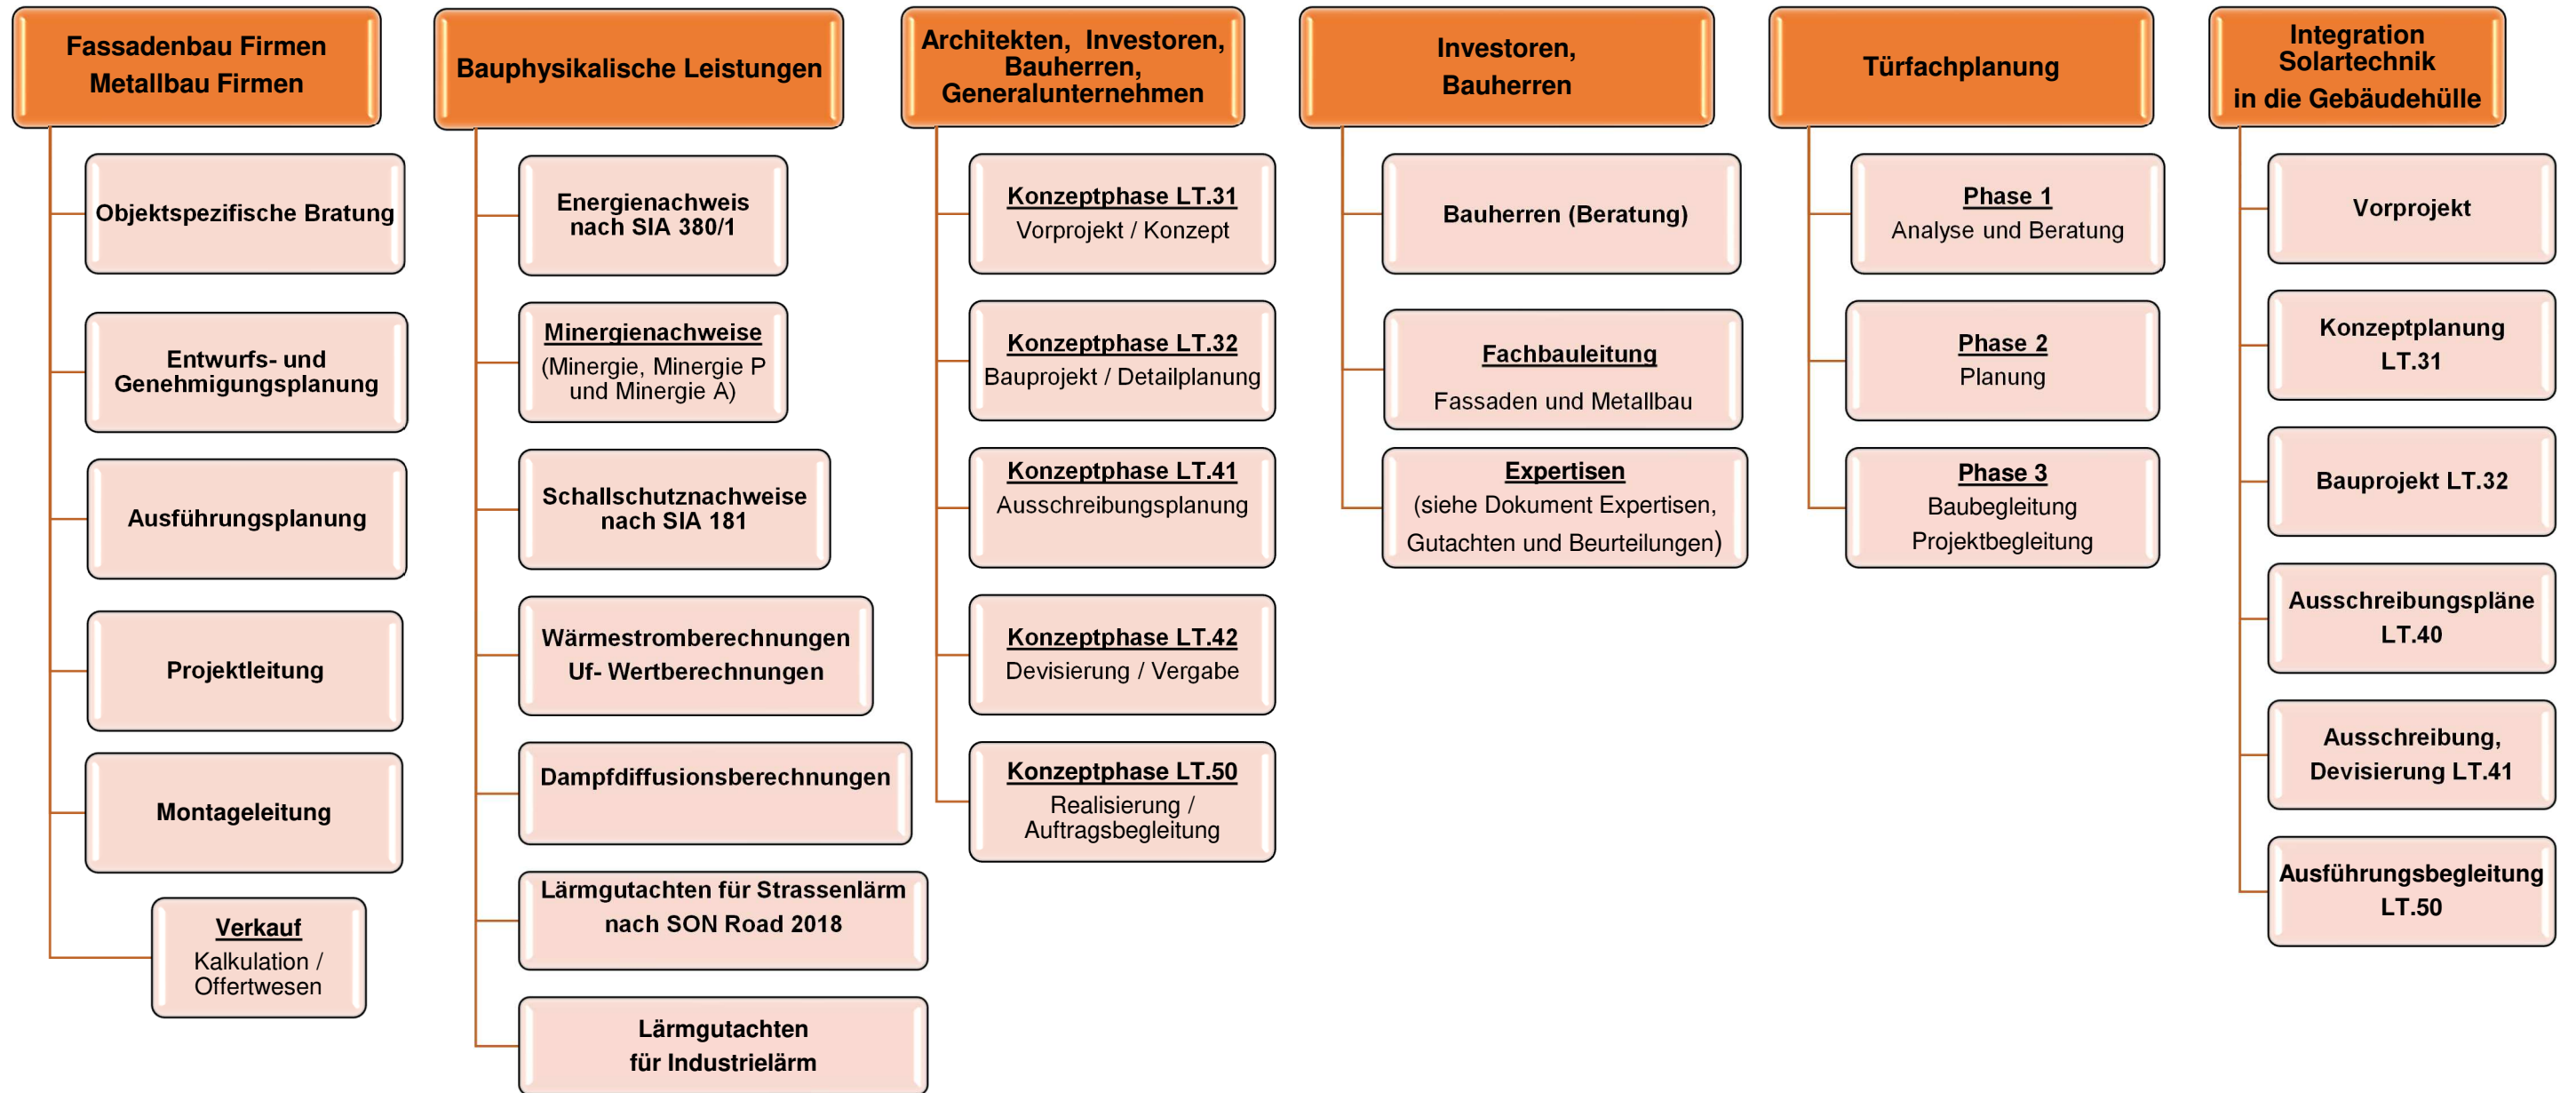 Fassadenbau Firmen
Metallbau Firmen
Objektspezifische Bratung
Entwurfs- und
Genehmigungsplanung
Ausführungsplanung
Projektleitung
Montageleitung
Verkauf
Kalkulation /
Offertwesen
Bauphysikalische Leistungen
Energienachweis
nach SIA 380/1
Minergienachweise
(Minergie, Minergie P
und Minergie A)
Schallschutznachweise
nach SIA 181
Wärmestromberechnungen
Uf- Wertberechnungen
Dampfdiffusionsberechnungen
Lärmgutachten für Strassenlärm
nach SON Road 2018
Lärmgutachten
für Industrielärm
Architekten, Investoren,
Bauherren,
Generalunternehmen
Konzeptphase LT.31
Vorprojekt / Konzept
Konzeptphase LT.32
Bauprojekt / Detailplanung
Konzeptphase LT.41
Ausschreibungsplanung
Konzeptphase LT.42
Devisierung / Vergabe
Konzeptphase LT.50
Realisierung /
Auftragsbegleitung
Investoren,
Bauherren
Bauherren (Beratung)
Fachbauleitung
Fassaden und Metallbau
Expertisen
(siehe Dokument Expertisen,
Gutachten und Beurteilungen)
Türfachplanung
Phase 1
Analyse und Beratung
Phase 2
Planung
Phase 3
Baubegleitung
Projektbegleitung
Integration
Solartechnik
in die Gebäudehülle
Vorprojekt
Konzeptplanung
LT.31
Bauprojekt LT.32
Ausschreibungspläne
LT.40
Ausschreibung,
Devisierung LT.41
Ausführungsbegleitung
LT.50